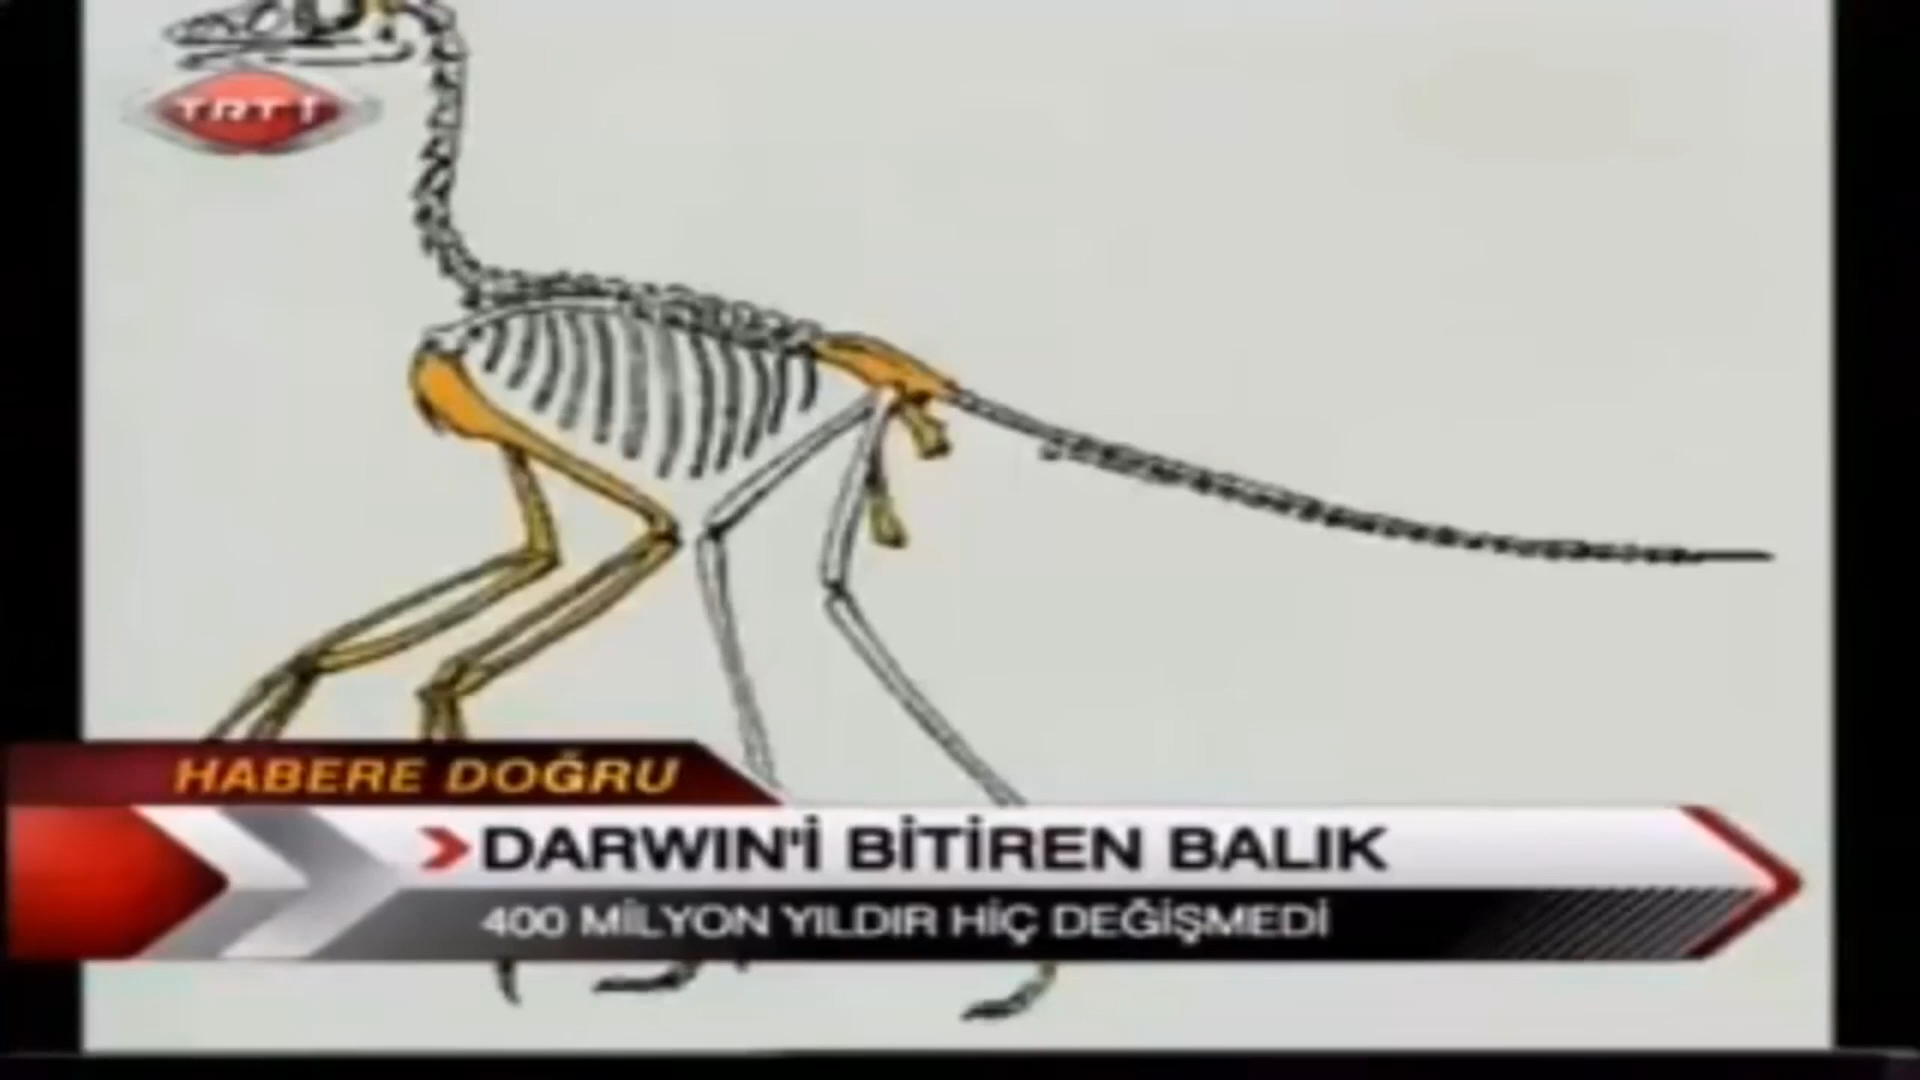 TRT 1
HABERE DOĞRU
DARWIN'İ BİTİREN BALIK
400 MİLYON YILDIR HİÇ DEĞİŞMEDİ